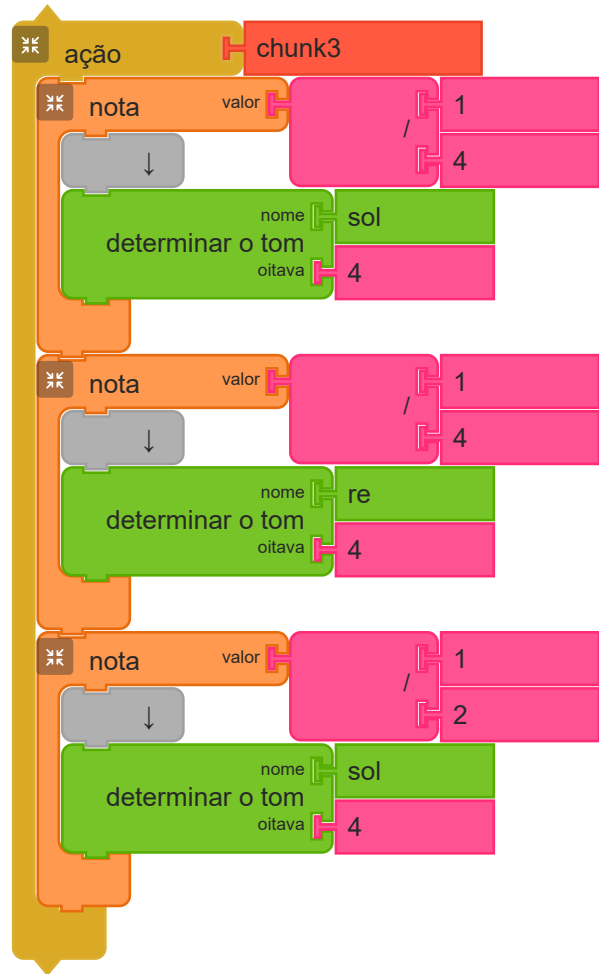 ação chunk3
nota valor 1
/
4
↓
nome sol
determinar o tom
oitava 4
nota valor 1
/
4
↓
nome re
determinar o tom
oitava 4
nota valor 1
/
2
↓
nome sol
determinar o tom
oitava 4